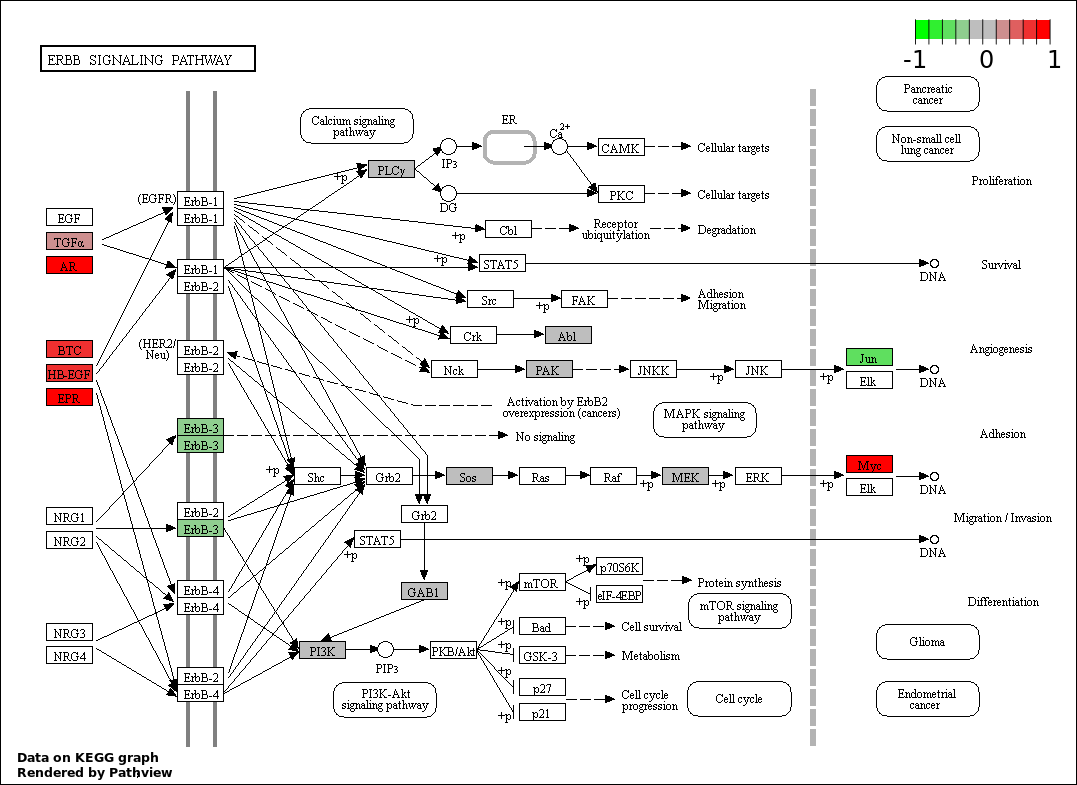 ERBB SIGNALING PATHWAY
-1 0 1
Pancreatic
cancer
Non-small cell
lung cancer
Calcium signaling
pathway
ER
Ca2+
IP3
CAMK
Cellular targets
PLCγ
+p
DG
PKC
Cellular targets
Proliferation
(EGFR)
ErbB-1
ErbB-1
EGF
TGFα
AR
Cbl
+p
Receptor
ubiquitylation
Degradation
ErbB-1
ErbB-2
+p
STAT5
DNA
Survival
Src
+p
FAK
Adhesion
Migration
+p
Crk
Abl
(HER2/
Neu)
ErbB-2
ErbB-2
BTC
HB-EGF
EPR
Nck
PAK
JNKK
+p
JNK
+p
Jun
Elk
DNA
Angiogenesis
Activation by ErbB2
overexpression (cancers)
MAPK signaling
pathway
ErbB-3
ErbB-3
No signaling
Adhesion
+p
Shc
Grb2
Sos
Ras
Raf
+p
MEK
+p
ERK
+p
Myc
Elk
DNA
NRG1
NRG2
ErbB-2
ErbB-3
Grb2
Migration / Invasion
STAT5
+p
DNA
ErbB-4
ErbB-4
GAB1
+p
mTOR
+p
p70S6K
+p
eIF-4EBP
Protein synthesis
mTOR signaling
pathway
Differentiation
NRG3
NRG4
+p
Bad
Cell survival
Glioma
PI3K
PIP3
PKB/Akt
+p
GSK-3
Metabolism
ErbB-2
ErbB-4
PI3K-Akt
signaling pathway
+p
p27
+p
p21
Cell cycle
progression
Cell cycle
Endometrial
cancer
Data on KEGG graph
Rendered by Pathview